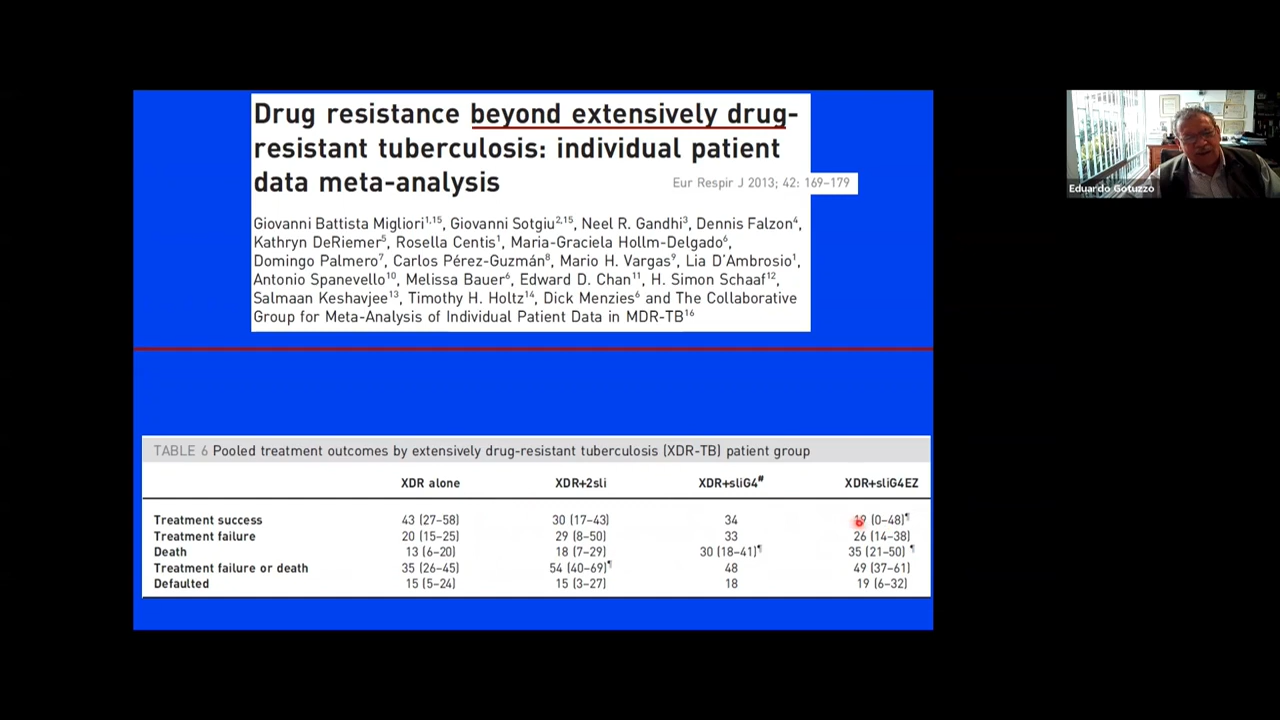 Drug resistance beyond extensively drug-
resistant tuberculosis: individual patient
data meta-analysis
Eur Respir J 2013; 42: 169–179
Giovanni Battista Migliori1,15, Giovanni Sotgiu2,15, Neel R. Gandhi3, Dennis Falzon4,
Kathryn DeRiemer5, Rosella Centis1, Maria-Graciela Hollm-Delgado6,
Domingo Palmero7, Carlos Pérez-Guzmán8, Mario H. Vargas9, Lia D'Ambrosio1,
Antonio Spanevello10, Melissa Bauer6, Edward D. Chan11, H. Simon Schaaf12,
Salmaan Keshavjee13, Timothy H. Holtz14, Dick Menzies6 and The Collaborative
Group for Meta-Analysis of Individual Patient Data in MDR-TB16
Eduardo Gotuzzo
TABLE 6 Pooled treatment outcomes by extensively drug-resistant tuberculosis (XDR-TB) patient group
XDR alone XDR+2sli XDR+sliG4# XDR+sliG4EZ
Treatment success 43 (27–58) 30 (17–43) 34 19 (0–48)¶
Treatment failure 20 (15–25) 29 (8–50) 33 26 (14–38)
Death 13 (6–20) 18 (7–29) 30 (18–41)¶ 35 (21–50) ¶
Treatment failure or death 35 (26–45) 54 (40–69)¶ 48 49 (37–61)
Defaulted 15 (5–24) 15 (3–27) 18 19 (6–32)